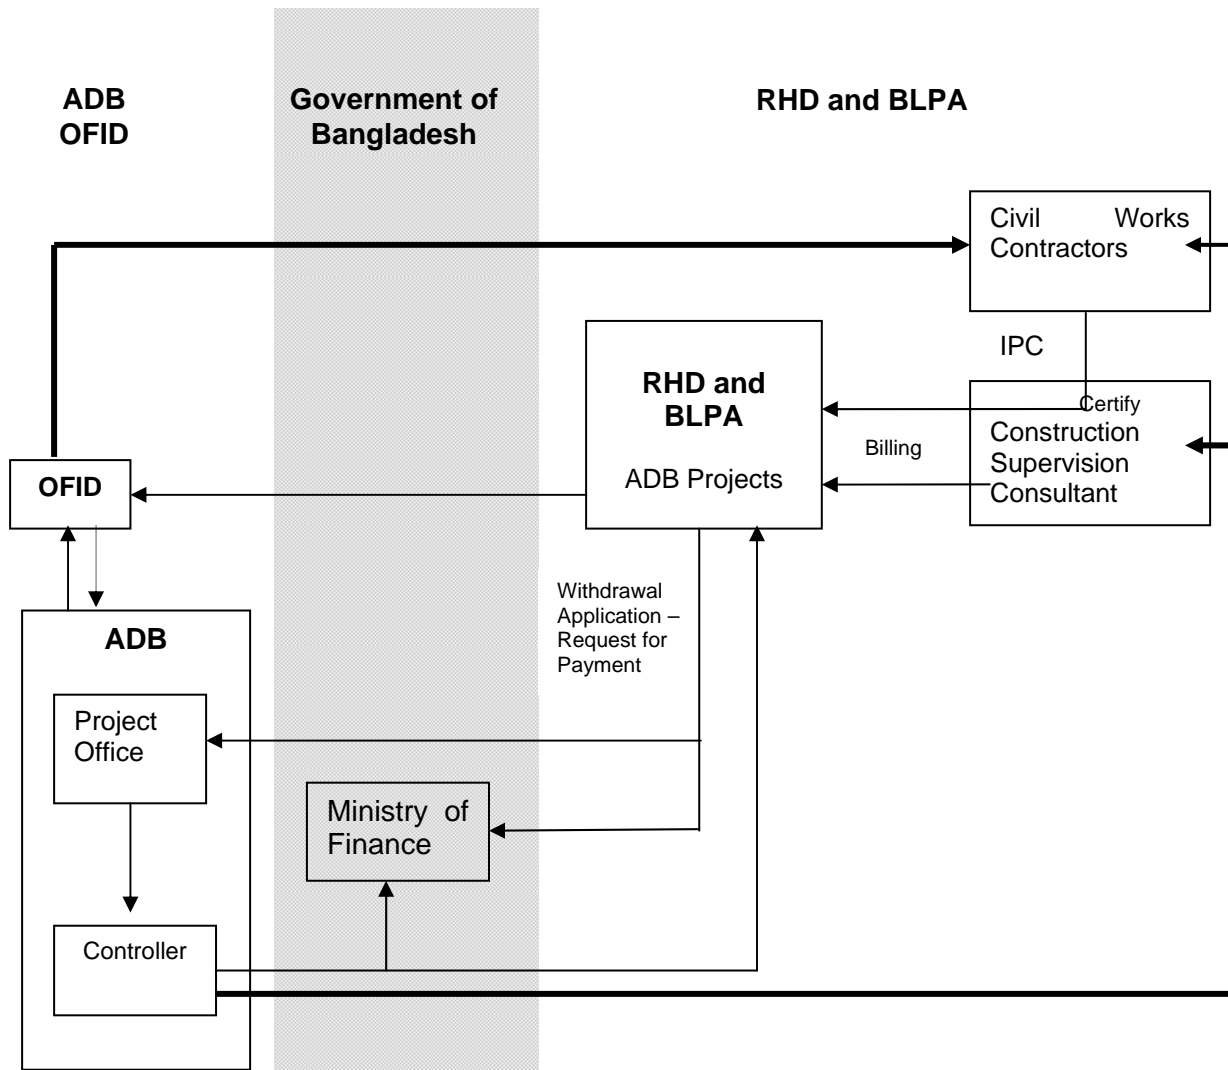 ADB
OFID
Government of
Bangladesh
RHD and BLPA
Civil Works
Contractors
IPC
RHD and
BLPA
ADB Projects
Certify
Construction
Supervision
Consultant
Billing
OFID
Withdrawal
Application –
Request for
Payment
ADB
Project
Office
Ministry of
Finance
Controller